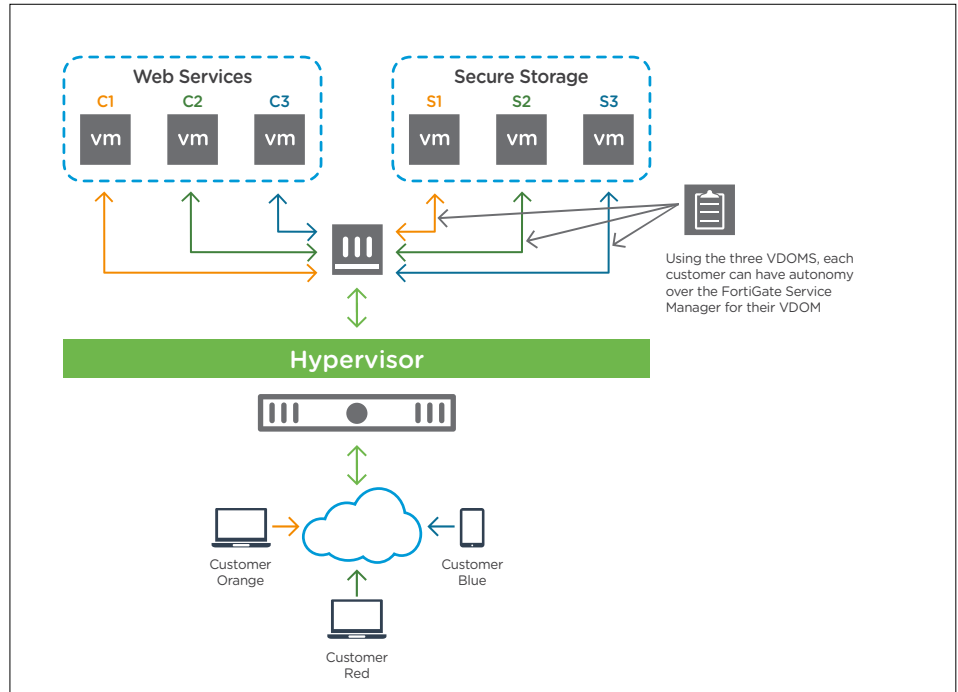 Web Services
C1 C2 C3
vm vm vm
Secure Storage
S1 S2 S3
vm vm vm
Using the three VDOMS, each
customer can have autonomy
over the FortiGate Service
Manager for their VDOM
Hypervisor
Customer
Orange
Customer
Blue
Customer
Red